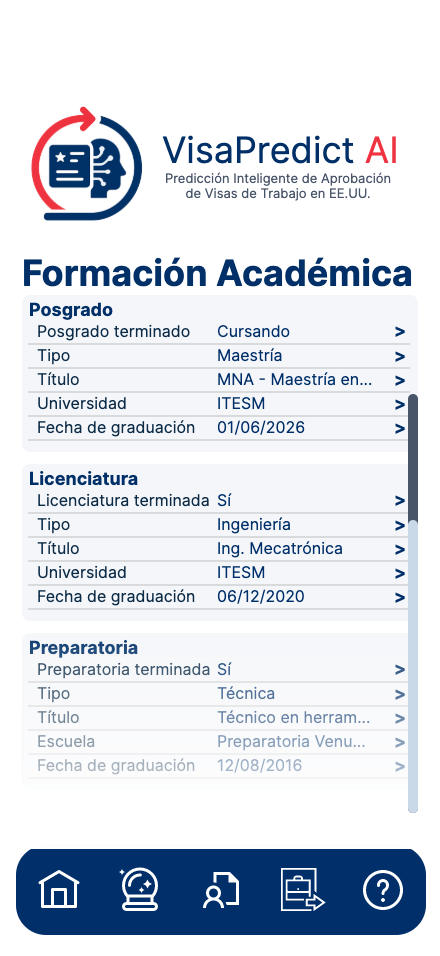 VisaPredict AI
Predicción Inteligente de Aprobación
de Visas de Trabajo en EE.UU.
Formación Académica
Posgrado
Posgrado terminado Cursando >
Tipo Maestría >
Título MNA - Maestría en... >
Universidad ITESM >
Fecha de graduación 01/06/2026 >
Licenciatura
Licenciatura terminada Sí >
Tipo Ingeniería >
Título Ing. Mecatrónica >
Universidad ITESM >
Fecha de graduación 06/12/2020 >
Preparatoria
Preparatoria terminada Sí >
Tipo Técnica >
Título Técnico en herram... >
Escuela Preparatoria Venu... >
Fecha de graduación 12/08/2016 >
?